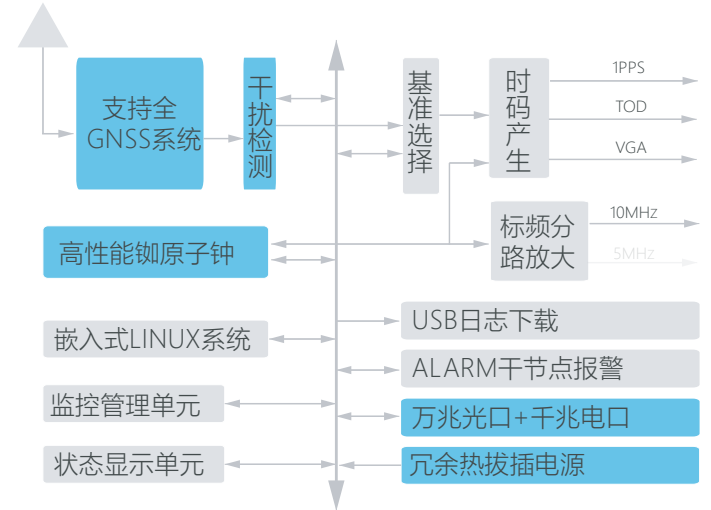 支持全
GNSS系统
干扰检测
基准选择
时码产生
1PPS
TOD
VGA
标频分
路放大
10MHZ
5MHZ
高性能铷原子钟
嵌入式LINUX系统
监控管理单元
状态显示单元
USB日志下载
ALARM干节点报警
万兆光口+千兆电口
冗余热拔插电源